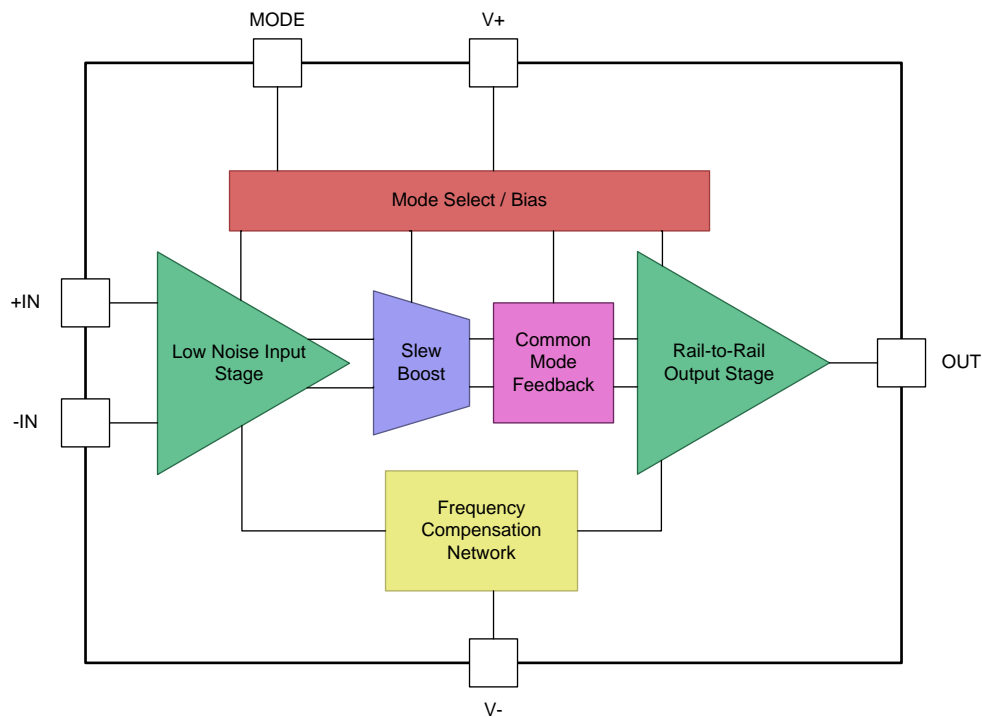 MODE
V+
Mode Select / Bias
+IN
-IN
Low Noise Input
Stage
Slew
Boost
Common
Mode
Feedback
Rail-to-Rail
Output Stage
OUT
Frequency
Compensation
Network
V-